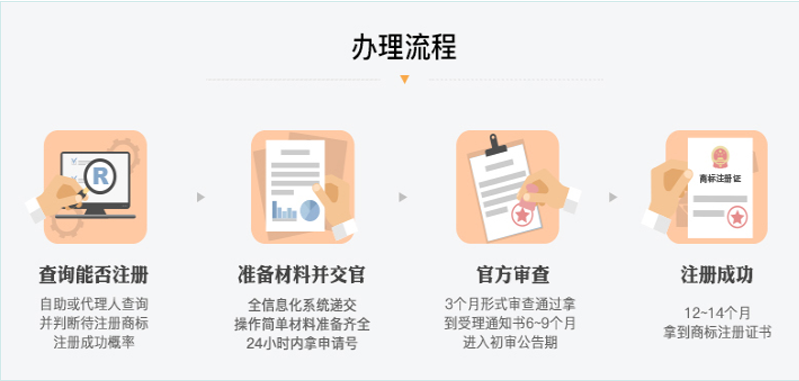 办理流程
R
商标注册证
查询能否注册
自助或代理人查询
并判断待注册商标
注册成功概率
准备材料并交官
全信息化系统递交
操作简单材料准备齐全
24小时内拿申请号
官方审查
3个月形式审查通过拿
到受理通知书6~9个月
进入初审公告期
注册成功
12~14个月
拿到商标注册证书